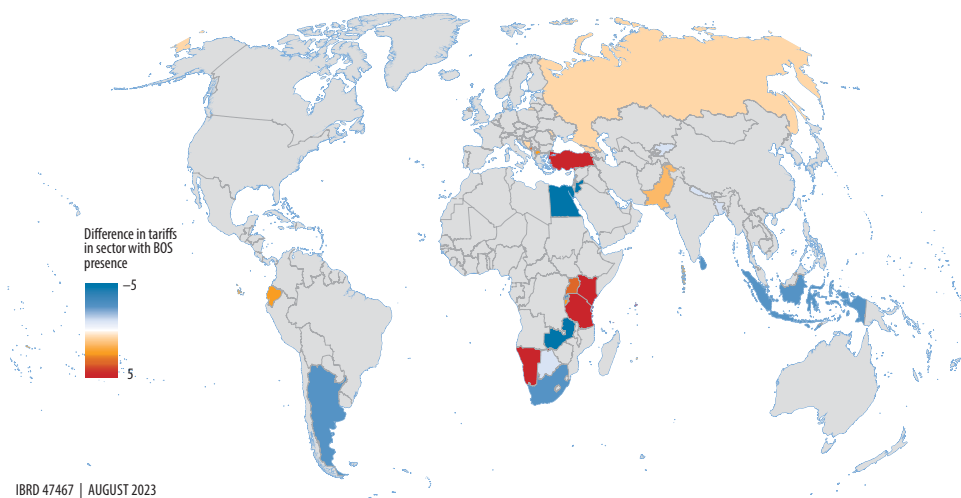 Difference in tariffs
in sector with BOS
presence
–5
5
IBRD 47467 | AUGUST 2023